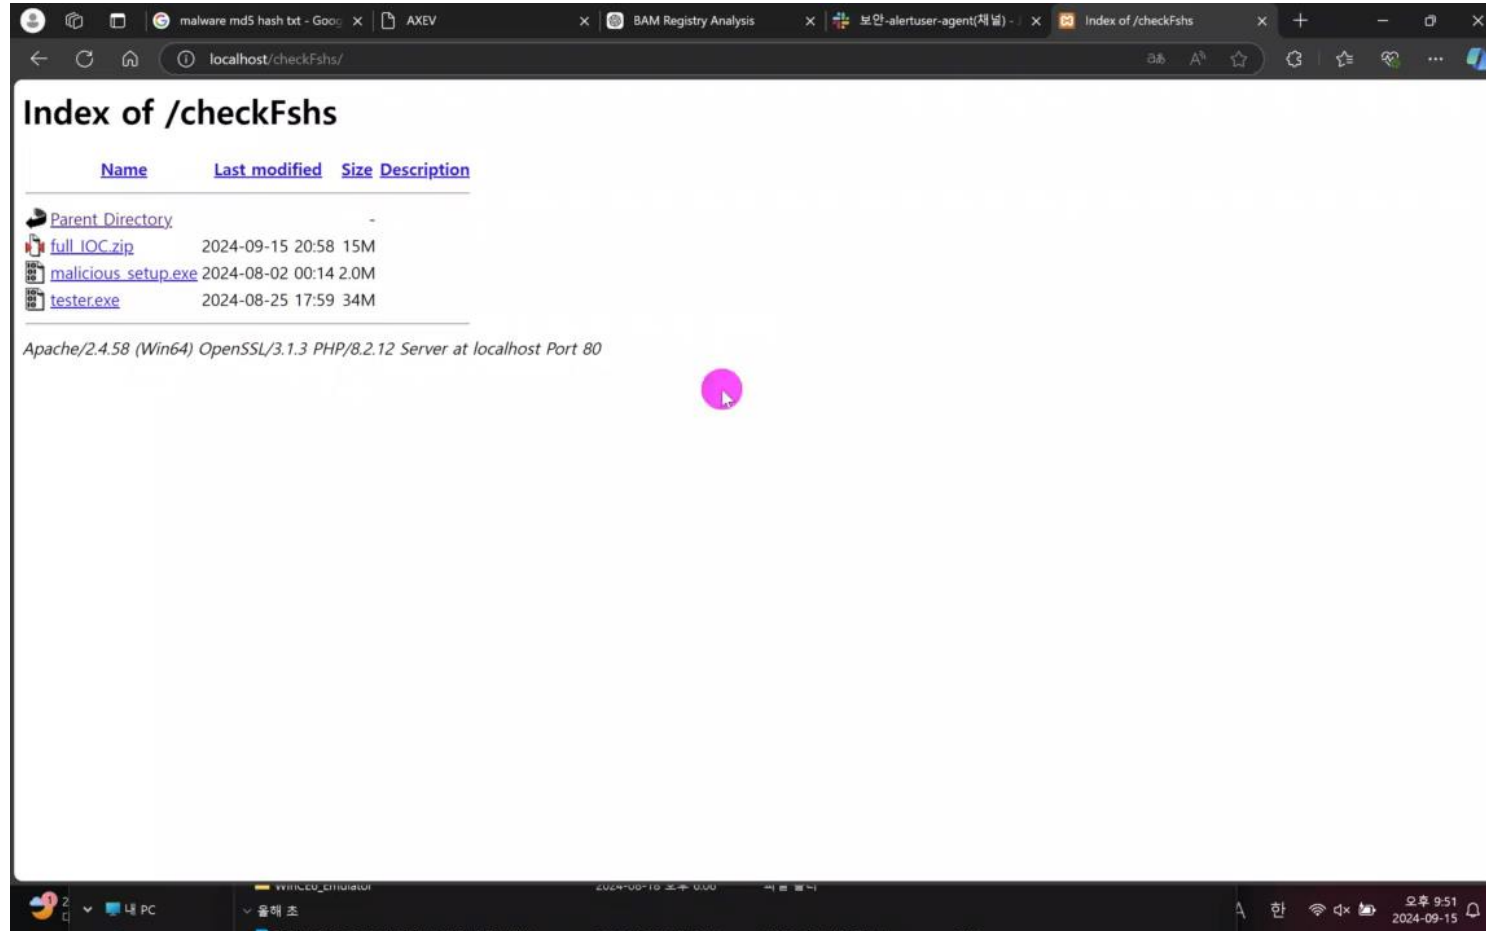 malware md5 hash txt - Goog
AXEV
BAM Registry Analysis
보안-alertuser-agent(채널) - J
Index of /checkFshs
localhost/checkFshs/
Index of /checkFshs
Name Last modified Size Description
Parent Directory -
full_IOC.zip 2024-09-15 20:58 15M
malicious_setup.exe 2024-08-02 00:14 2.0M
tester.exe 2024-08-25 17:59 34M
Apache/2.4.58 (Win64) OpenSSL/3.1.3 PHP/8.2.12 Server at localhost Port 80
WinCE6_Emulator
내 PC
올해 초
A 한
오후 9:51
2024-09-15